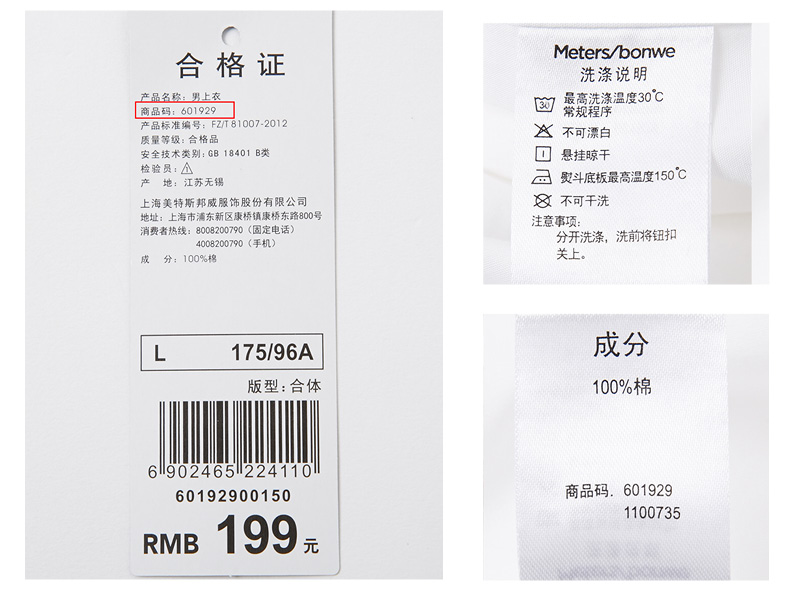 合格证
产品名称: 男上衣
商品码: 601929
产品标准编号: FZ/T 81007-2012
质量等级: 合格品
安全技术类别: GB 18401 B类
检验员: 1
产 地: 江苏无锡
上海美特斯邦威服饰股份有限公司
地址: 上海市浦东新区康桥镇康桥东路800号
消费者热线: 8008200790 (固定电话)
4008200790 (手机)
成 分: 100%棉
L 175/96A
版型: 合体
6 902465 224110
60192900150
RMB 199元
Meters/bonwe
洗涤说明
30 最高洗涤温度30℃
常规程序
不可漂白
悬挂晾干
熨斗底板最高温度150℃
不可干洗
注意事项:
分开洗涤, 洗前将钮扣
关上。
成分
100%棉
商品码. 601929
1100735